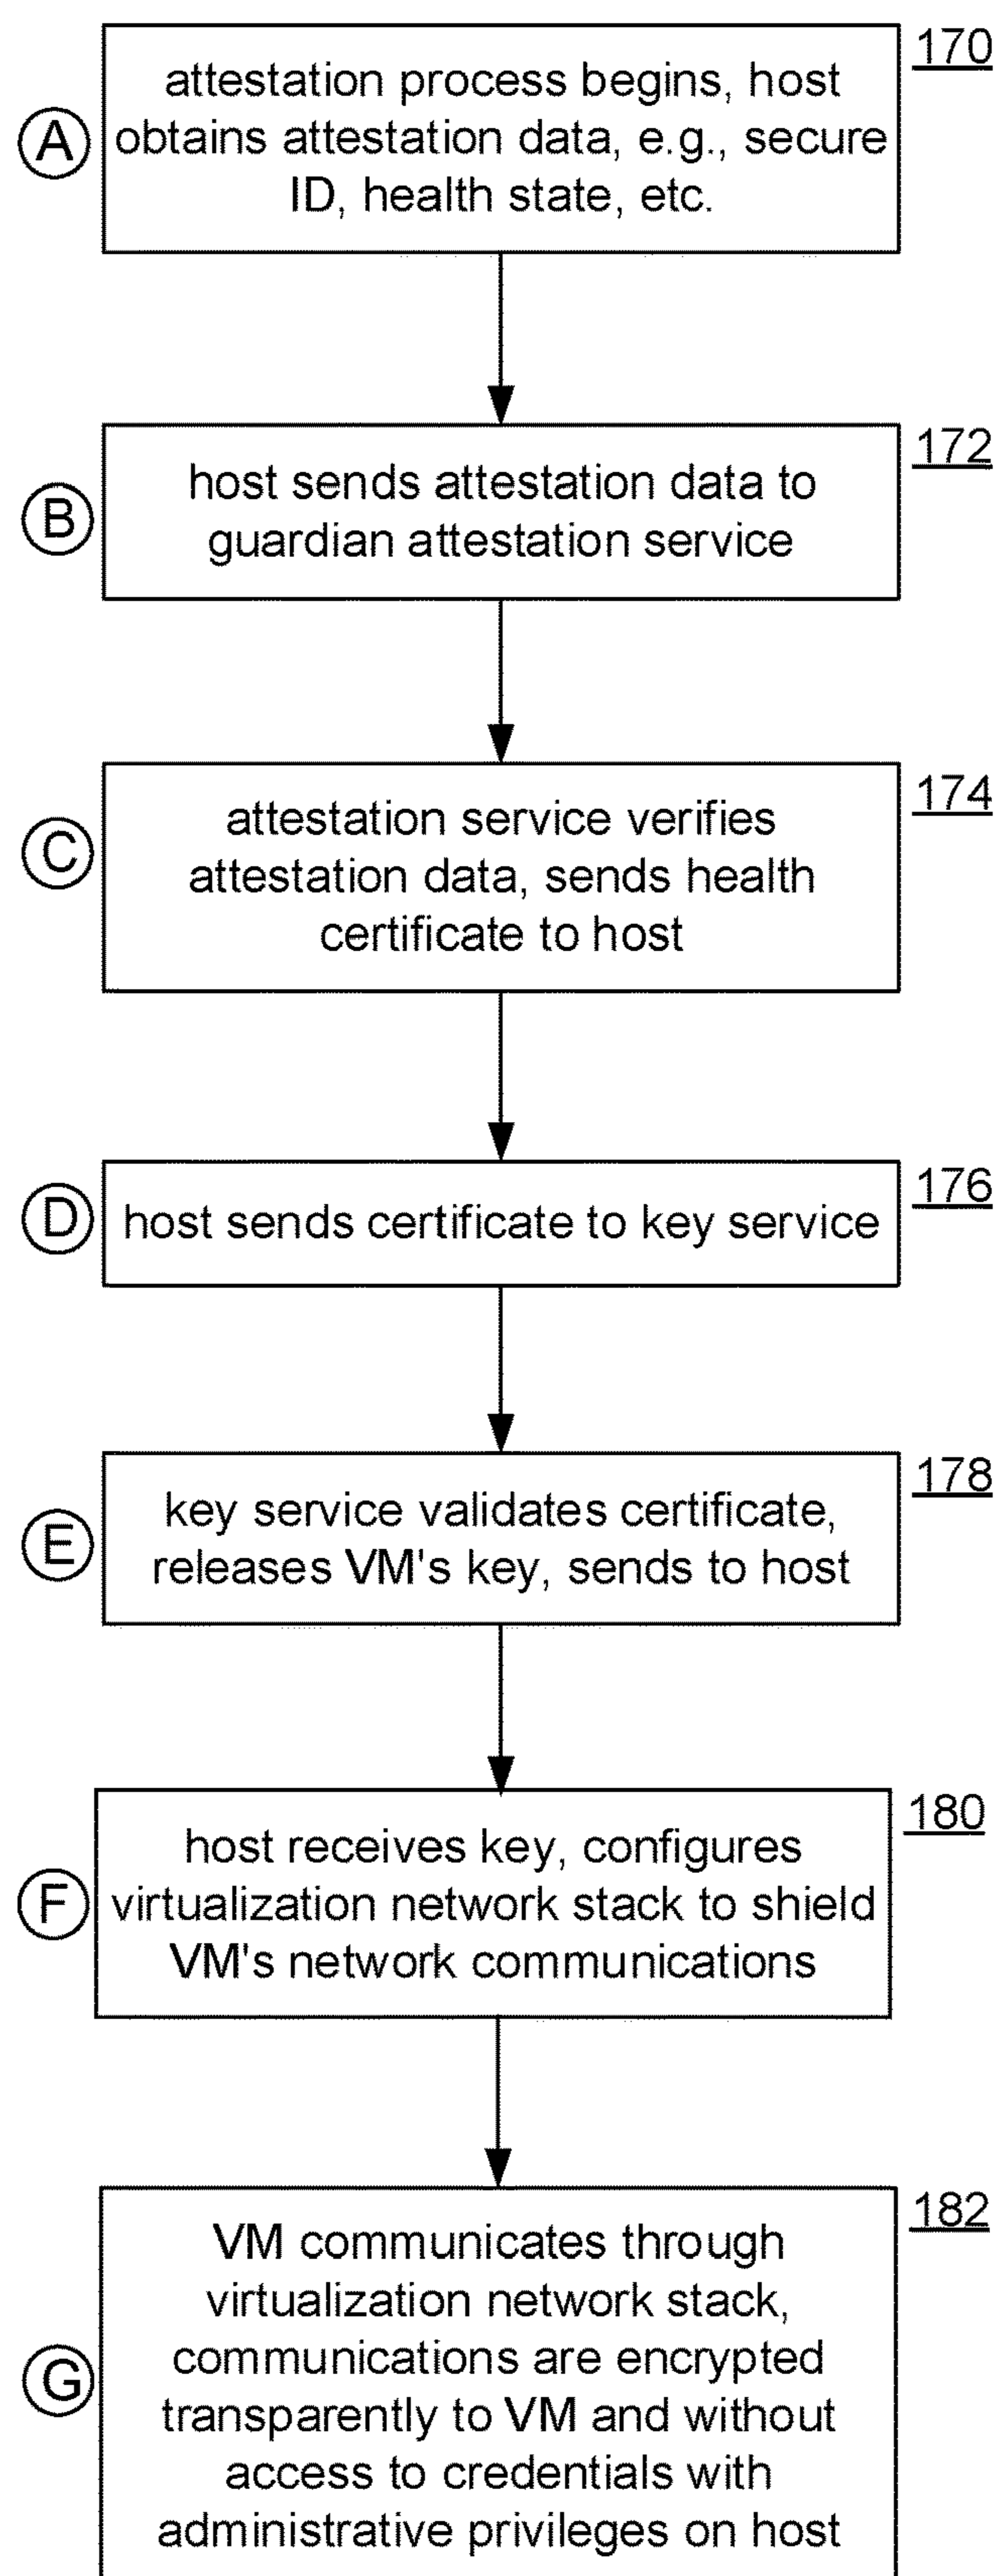 170
attestation process begins, host
A
obtains attestation data, e.g., secure
ID, health state, etc.
172
host sends attestation data to
B
guardian attestation service
174
attestation service verifies
C
attestation data, sends health
certificate to host
176
D
host sends certificate to key service
178
key service validates certificate,
E
releases VM's key, sends to host
180
host receives key, configures
F
virtualization network stack to shield
VM's network communications
182
VM communicates through
virtualization network stack,
communications are encrypted
G
transparently to VM and without
access to credentials with
administrative privileges on host